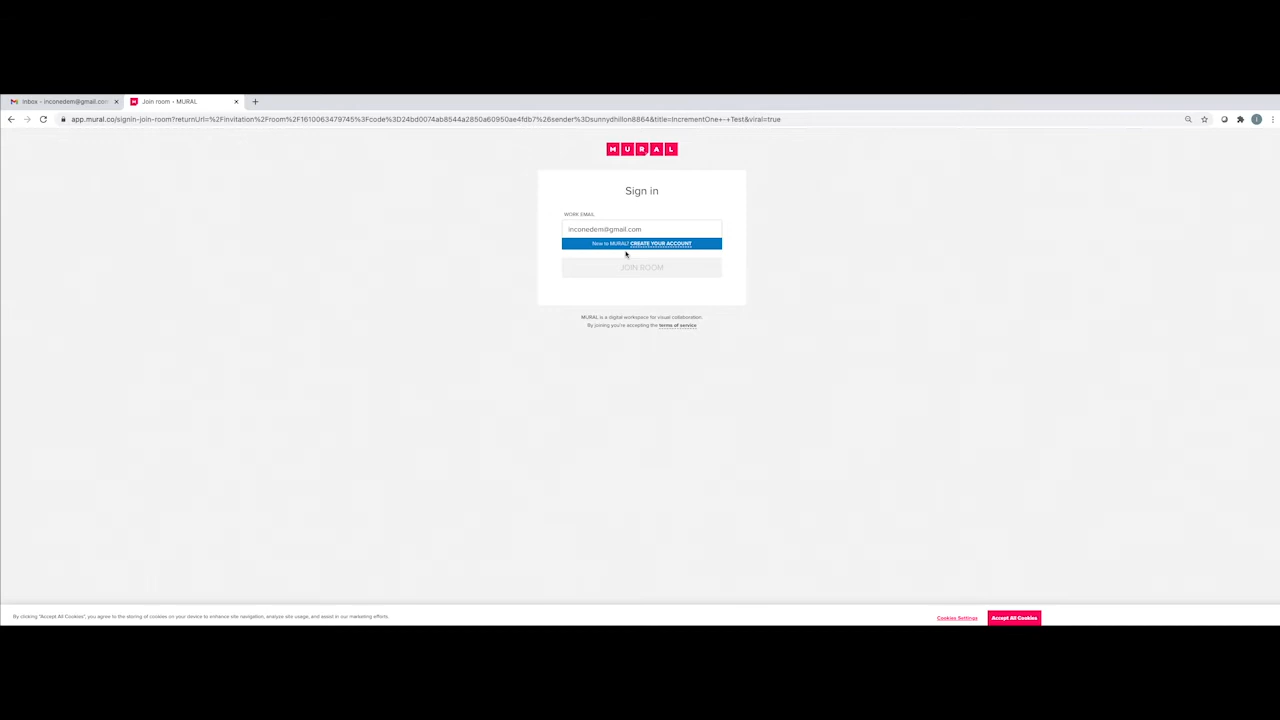 Inbox - inconedem@gmail.com
Join room • MURAL
app.mural.co/signin-join-room?returnUrl=%2Finvitation%2Froom%2F1610063479745%3Fcode%3D24bd0074ab8544a2850a60950ae4fdb7%26sender%3Dsunnydhillon8864&title=IncrementOne+-+Test&viral=true
MURAL
Sign in
WORK EMAIL
inconedem@gmail.com
New to MURAL? CREATE YOUR ACCOUNT
JOIN ROOM
MURAL is a digital workspace for visual collaboration.
By joining you're accepting the terms of service
By clicking "Accept All Cookies", you agree to the storing of cookies on your device to enhance site navigation, analyze site usage, and assist in our marketing efforts.
Cookies Settings
Accept All Cookies